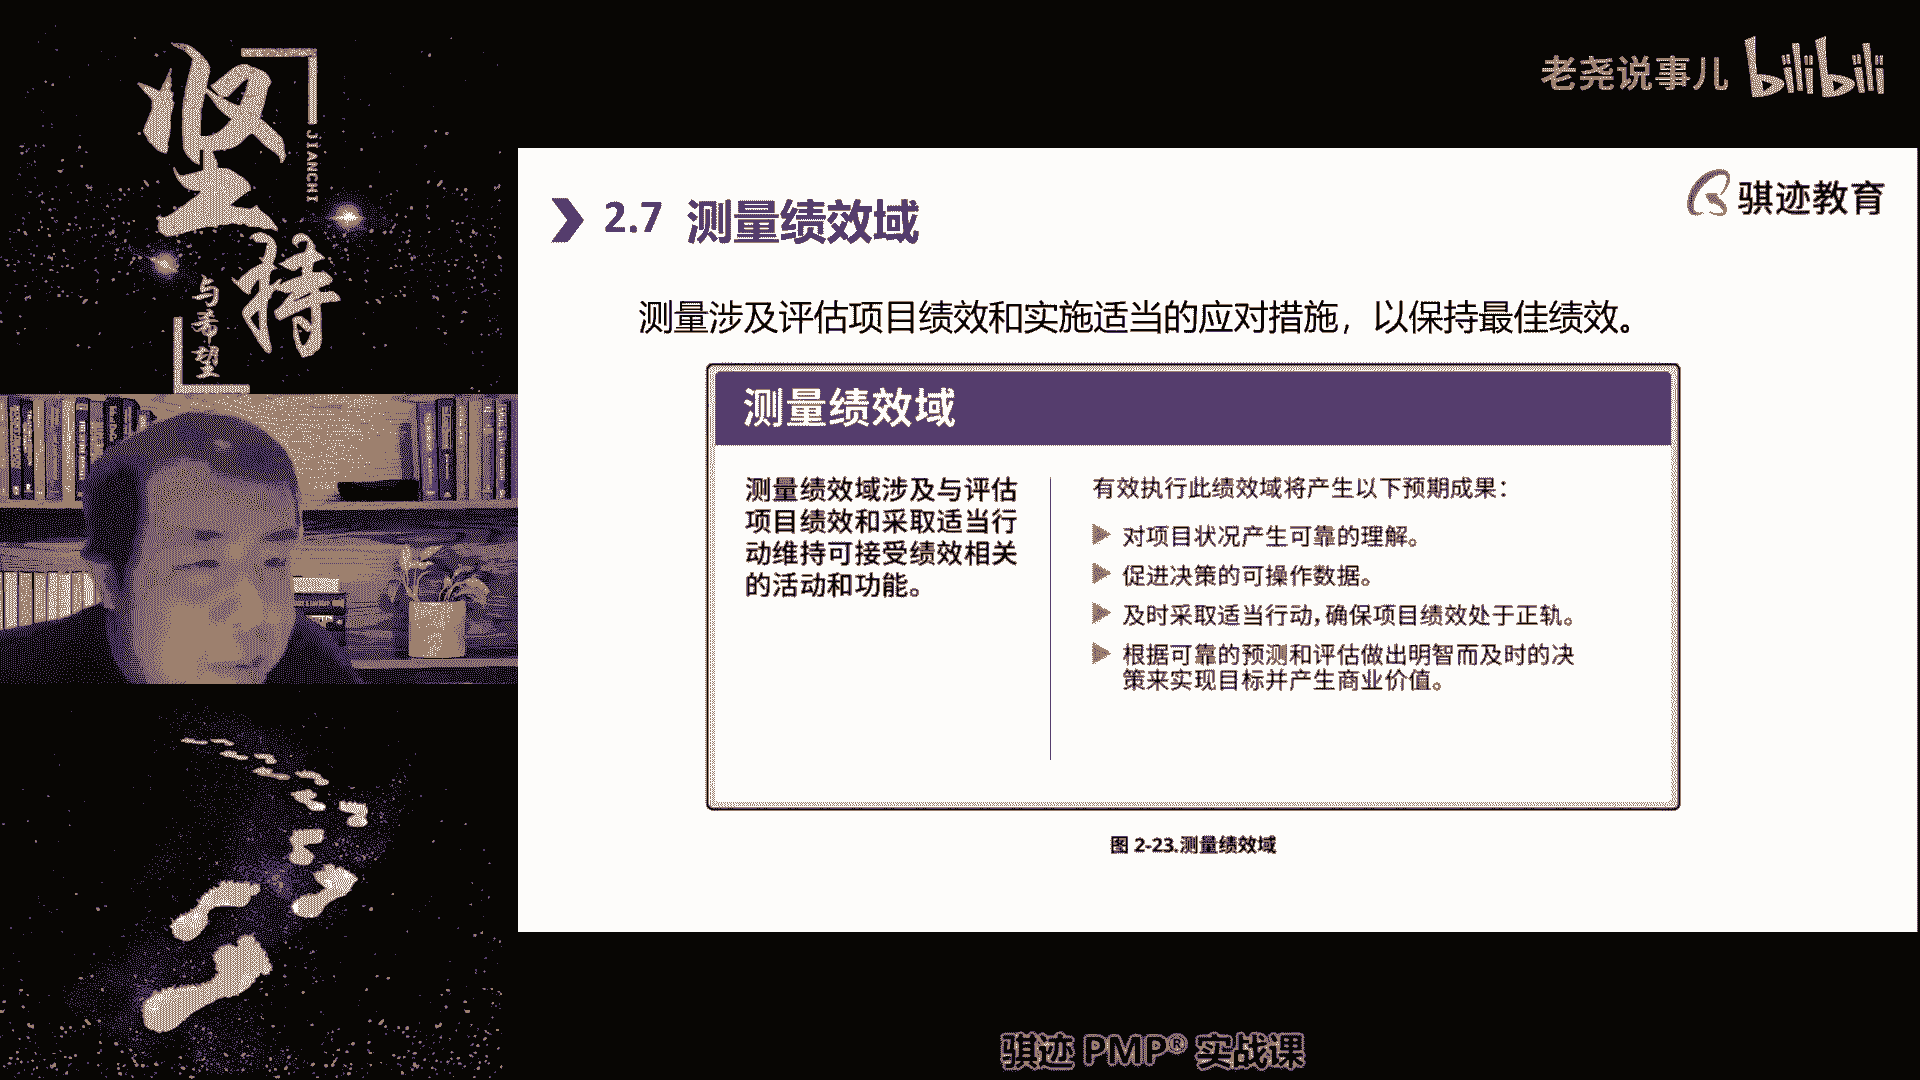 坚持
JIANCHI
与希望
老尧说事儿 bilibili
骐迹教育
2.7 测量绩效域
测量涉及评估项目绩效和实施适当的应对措施，以保持最佳绩效。
测量绩效域
测量绩效域涉及与评估
项目绩效和采取适当行
动维持可接受绩效相关
的活动和功能。
有效执行此绩效域将产生以下预期成果：
对项目状况产生可靠的理解。
促进决策的可操作数据。
及时采取适当行动，确保项目绩效处于正轨。
根据可靠的预测和评估做出明智而及时的决
策来实现目标并产生商业价值。
图 2-23.测量绩效域
骐迹 PMP® 实战课